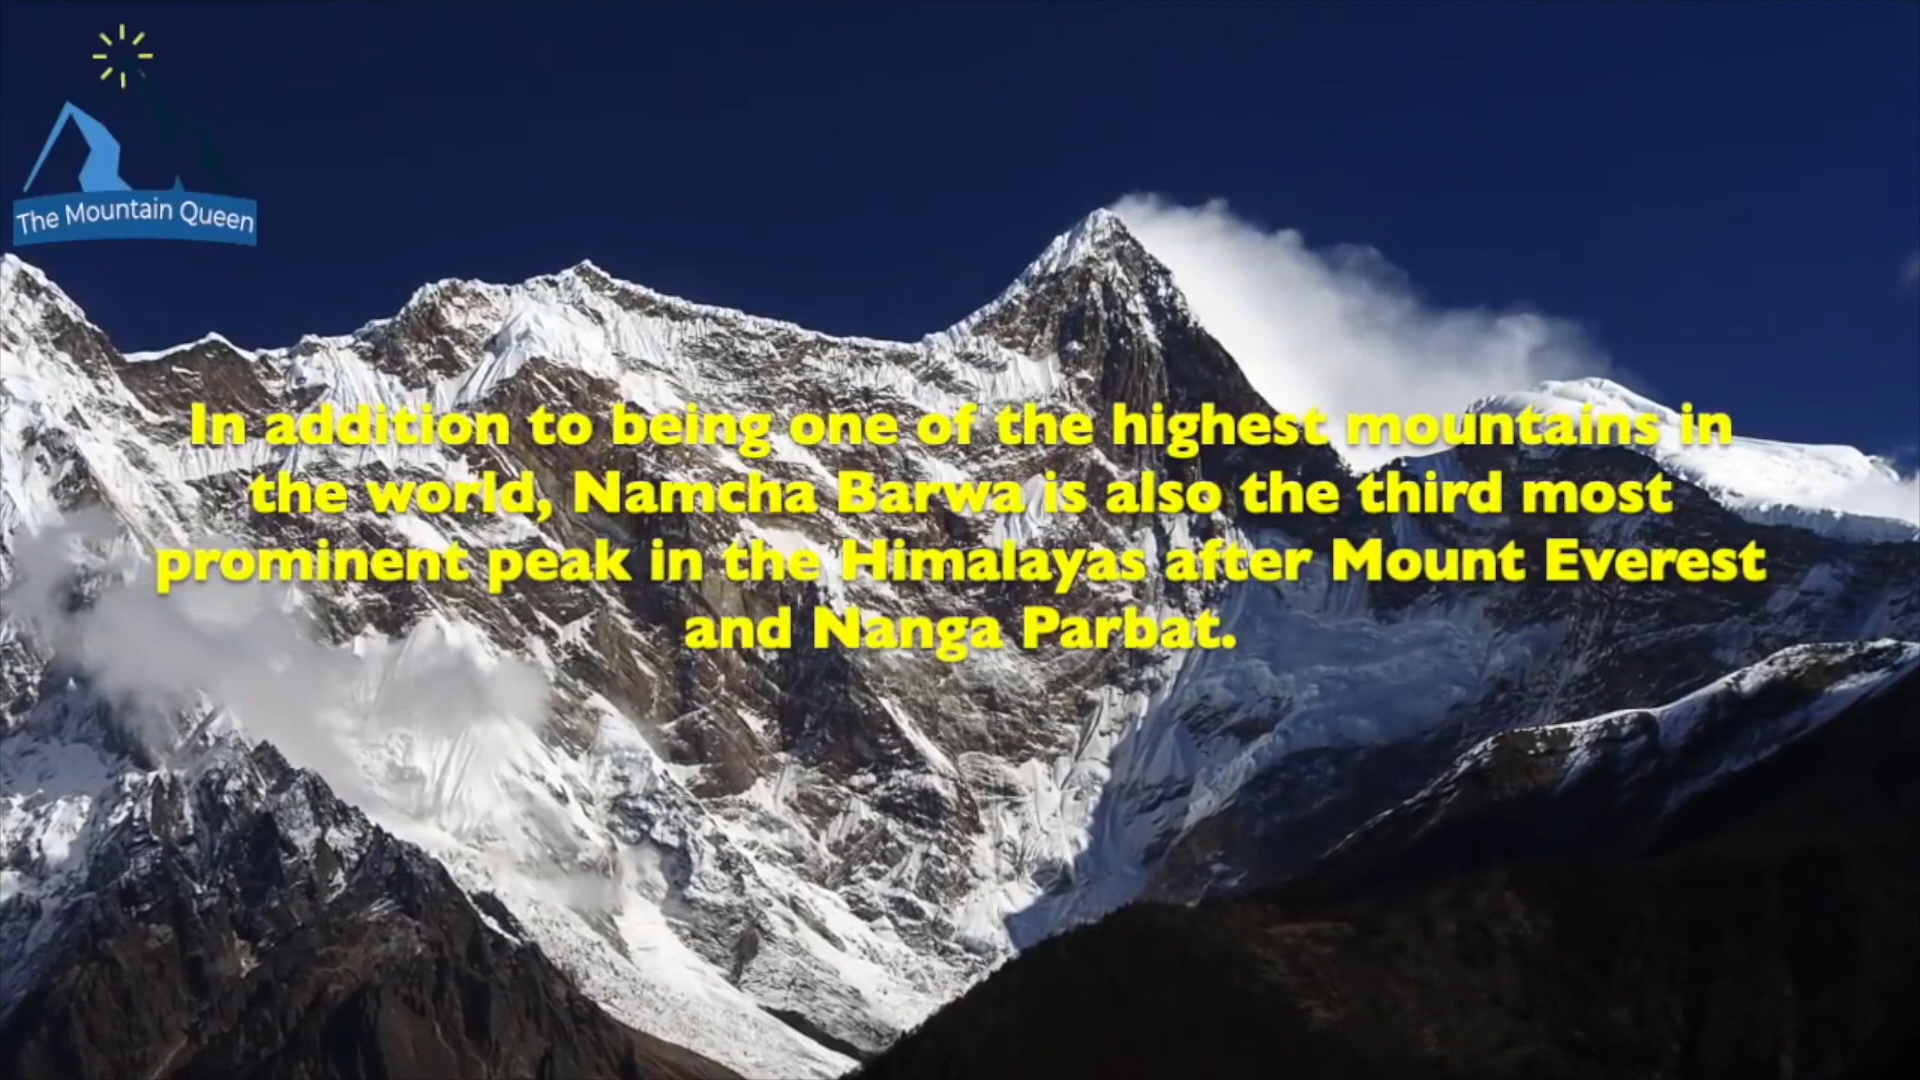 The Mountain Queen
In addition to being one of the highest mountains in
the world, Namcha Barwa is also the third most
prominent peak in the Himalayas after Mount Everest
and Nanga Parbat.